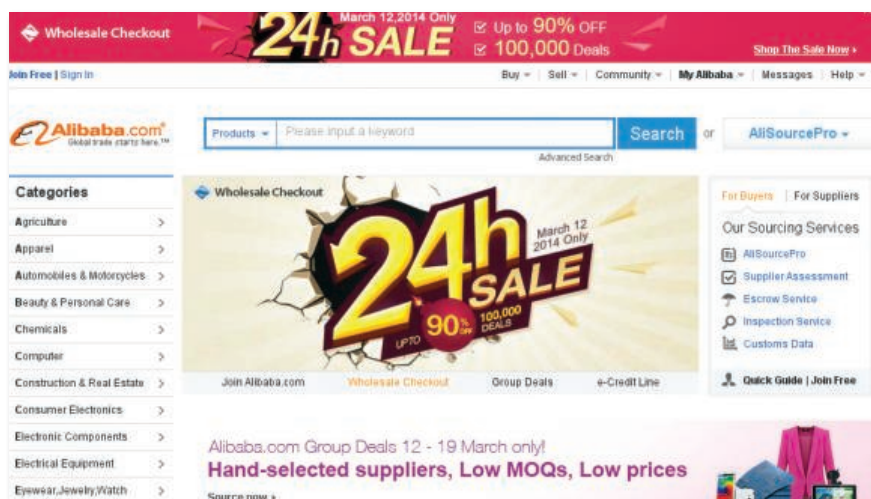 Wholesale Checkout
March 12,2014 Only
24h SALE
Up to 90% OFF
100,000 Deals
Shop The Sale Now
Join Free | Sign In
Buy
Sell
Community
My Alibaba
Messages
Help
Alibaba.com®
Global trade starts here.™
Products
Please input a keyword
Search
or
AliSourcePro
Advanced Search
Categories
Agriculture
Apparel
Automobiles & Motorcycles
Beauty & Personal Care
Chemicals
Computer
Construction & Real Estate
Consumer Electronics
Electronic Components
Electrical Equipment
Eyewear,Jewelry,Watch
Wholesale Checkout
24h
March 12
2014 Only
SALE
UPTO 90% OFF
100,000
DEALS
Join Alibaba.com
Wholesale Checkout
Group Deals
e-Credit Line
For Buyers | For Suppliers
Our Sourcing Services
AliSourcePro
Supplier Assessment
Escrow Service
Inspection Service
Customs Data
Quick Guide | Join Free
Alibaba.com Group Deals 12 - 19 March only!
Hand-selected suppliers, Low MOQs, Low prices
Source now